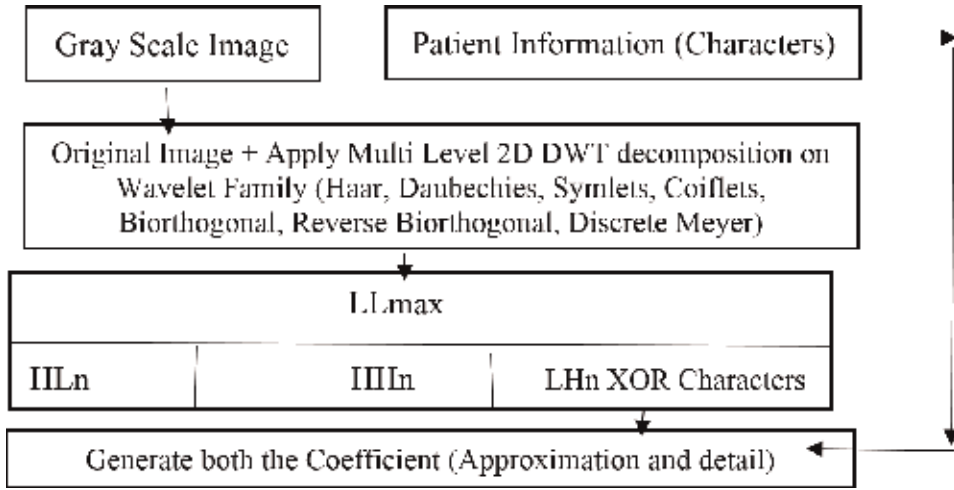 Gray Scale Image
Patient Information (Characters)
Original Image + Apply Multi Level 2D DWT decomposition on
Wavelet Family (Haar, Daubechies, Symlets, Coiflets,
Biorthogonal, Reverse Biorthogonal, Discrete Meyer)
LLmax
HLn HHn LHn XOR Characters
Generate both the Coefficient (Approximation and detail)